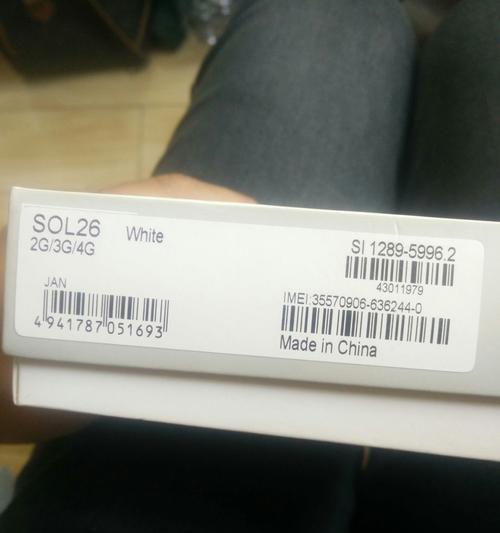 SOL26 White
2G/3G/4G
SI 1289-5996.2
43011979
JAN
4 941787 051693
IMEI:35570906-636244-0
Made in China